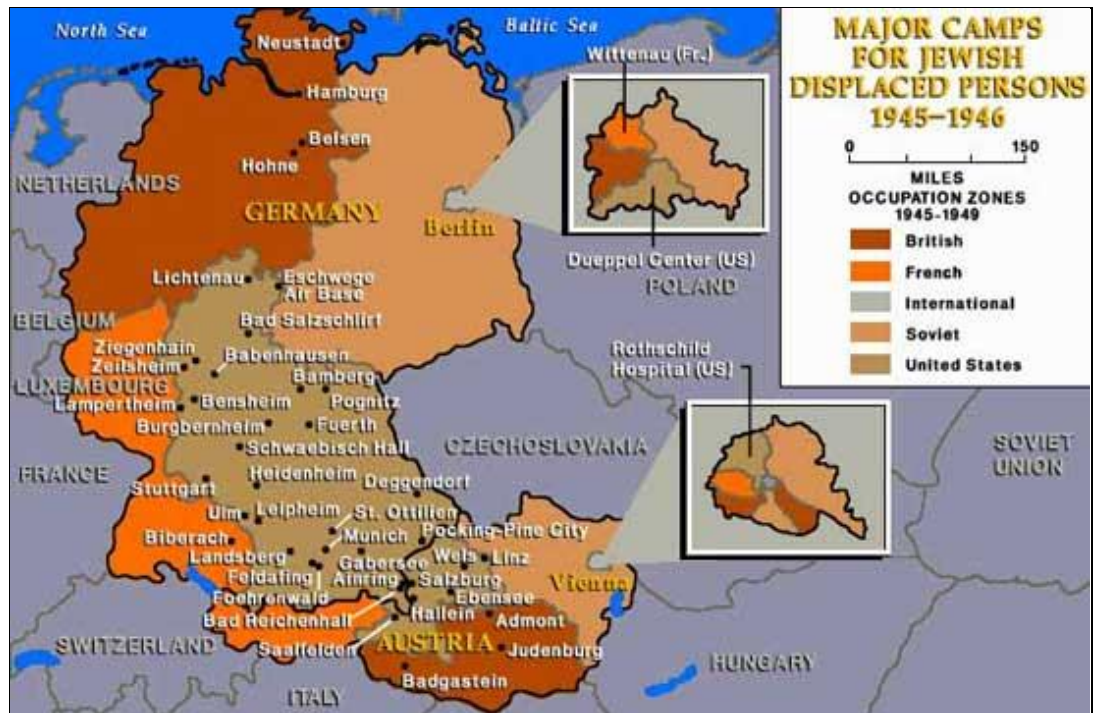 North Sea
Baltic Sea
MAJOR CAMPS
FOR JEWISH
DISPLACED PERSONS
1945–1946
0 150
MILES
OCCUPATION ZONES
1945-1949
British
French
International
Soviet
United States
Neustadt
Hamburg
Belsen
Hohne
NETHERLANDS
GERMANY
Berlin
Wittenau (Fr.)
Dueppel Center (US)
POLAND
Lichtenau
Eschwege
Air Base
BELGIUM
Bad Salzschlirf
Ziegenhain
Zeilsheim
Babenhausen
LUXEMBOURG
Bamberg
Lampertheim
Bensheim
Pognitz
Burgbernheim
Fuerth
Schwaebisch Hall
Rothschild
Hospital (US)
CZECHOSLOVAKIA
SOVIET
UNION
FRANCE
Heidenheim
Stuttgart
Deggendorf
Ulm
Leipheim
St. Ottilien
Biberach
Munich
Pocking-Pine City
Landsberg
Gabersee
Wels
Linz
Feldafing
Ainring
Salzburg
Vienna
Foehrenwald
Ebensee
Bad Reichenhall
Hallein
Admont
SWITZERLAND
Saalfelden
AUSTRIA
Judenburg
Badgastein
HUNGARY
ITALY